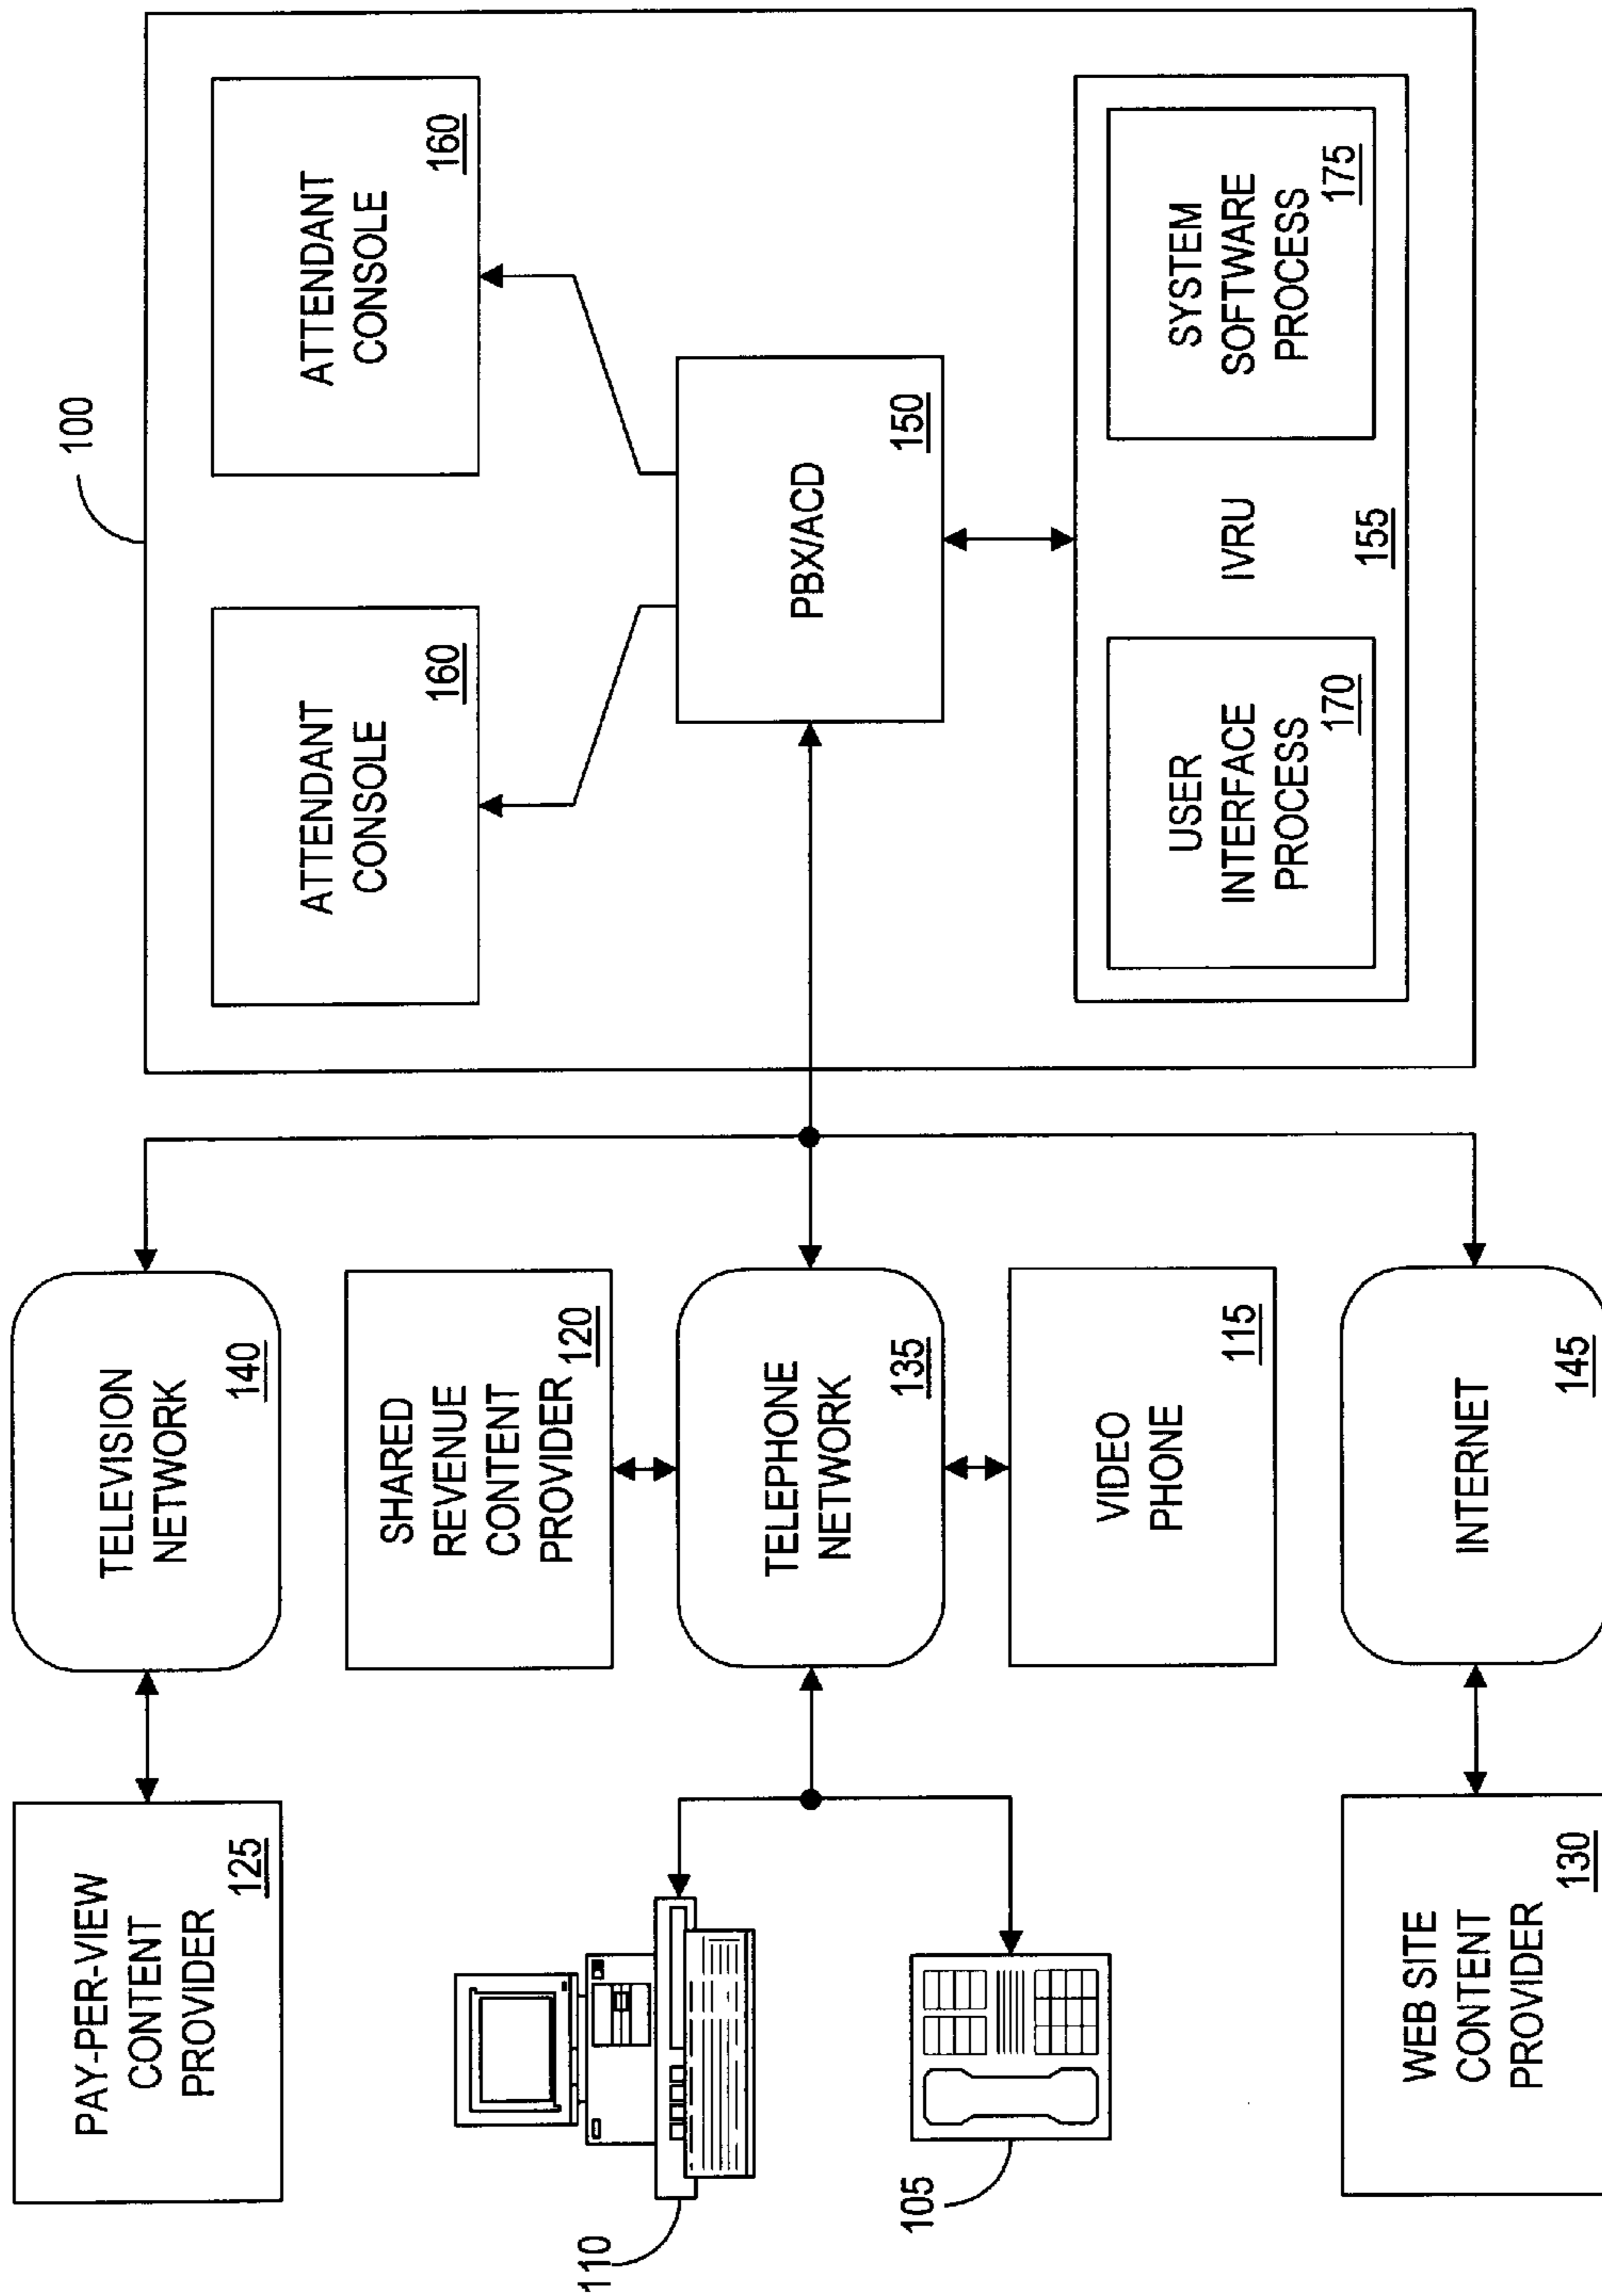 PAY-PER-VIEW
CONTENT
PROVIDER
125
TELEVISION
NETWORK
140
100
ATTENDANT
CONSOLE
160
ATTENDANT
CONSOLE
160
SHARED
REVENUE
CONTENT
PROVIDER 120
110
TELEPHONE
NETWORK
135
PBX/ACD
150
105
VIDEO
PHONE
115
USER
INTERFACE
PROCESS
170
IVRU
155
SYSTEM
SOFTWARE
PROCESS
175
WEB SITE
CONTENT
PROVIDER
130
INTERNET
145